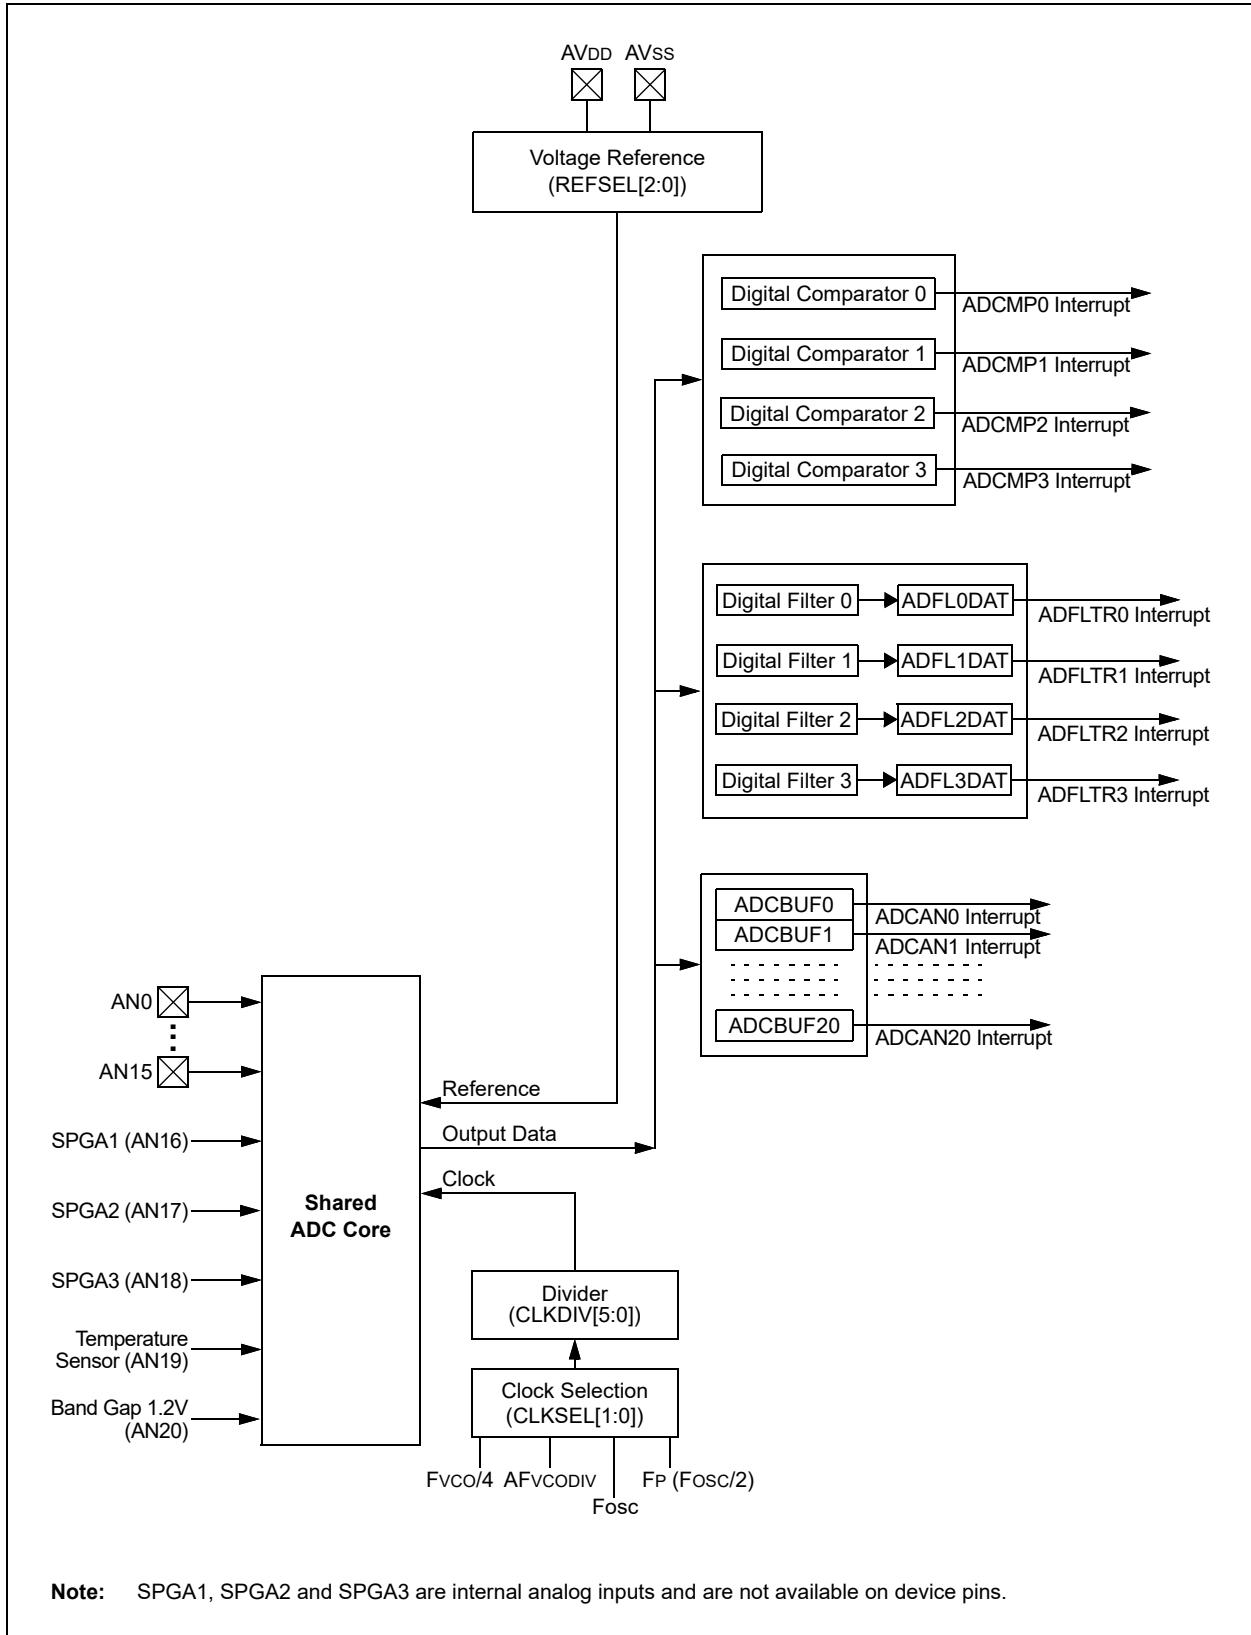 AVDD AVSS
Voltage Reference
(REFSEL[2:0])
Digital Comparator 0
ADCMP0 Interrupt
Digital Comparator 1
ADCMP1 Interrupt
Digital Comparator 2
ADCMP2 Interrupt
Digital Comparator 3
ADCMP3 Interrupt
Digital Filter 0
ADFL0DAT
ADFLTR0 Interrupt
Digital Filter 1
ADFL1DAT
ADFLTR1 Interrupt
Digital Filter 2
ADFL2DAT
ADFLTR2 Interrupt
Digital Filter 3
ADFL3DAT
ADFLTR3 Interrupt
ADCBUF0
ADCAN0 Interrupt
ADCBUF1
ADCAN1 Interrupt
ADCBUF20
ADCAN20 Interrupt
AN0
AN15
SPGA1 (AN16)
SPGA2 (AN17)
SPGA3 (AN18)
Temperature
Sensor (AN19)
Band Gap 1.2V
(AN20)
Shared
ADC Core
Reference
Output Data
Clock
Divider
(CLKDIV[5:0])
Clock Selection
(CLKSEL[1:0])
FVCO/4 AFVCODIV FP (FOSC/2)
Fosc
Note: SPGA1, SPGA2 and SPGA3 are internal analog inputs and are not available on device pins.